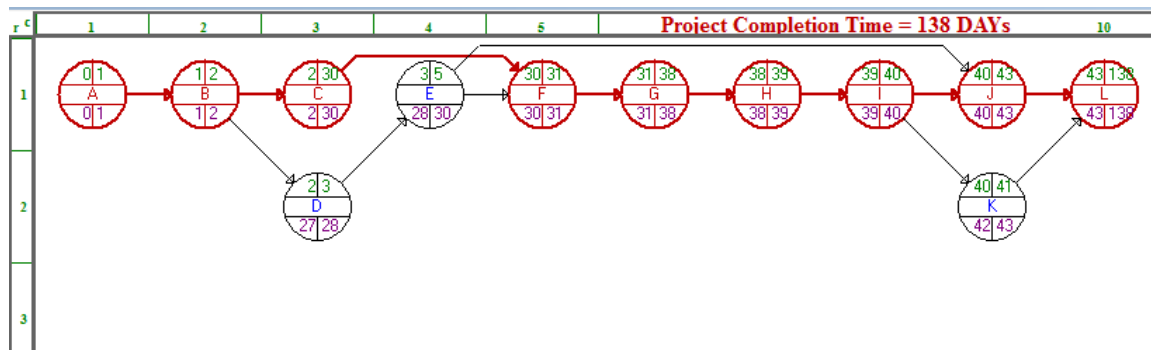 r c 1 2 3 4 5 Project Completion Time = 138 DAYs 10
1
0 1 1 2 2 30 3 5 30 31 31 38 38 39 39 40 40 43 43 138
A B C E F G H I J L
0 1 1 2 2 30 28 30 30 31 31 38 38 39 39 40 40 43 43 138
2
2 3 40 41
D K
27 28 42 43
3